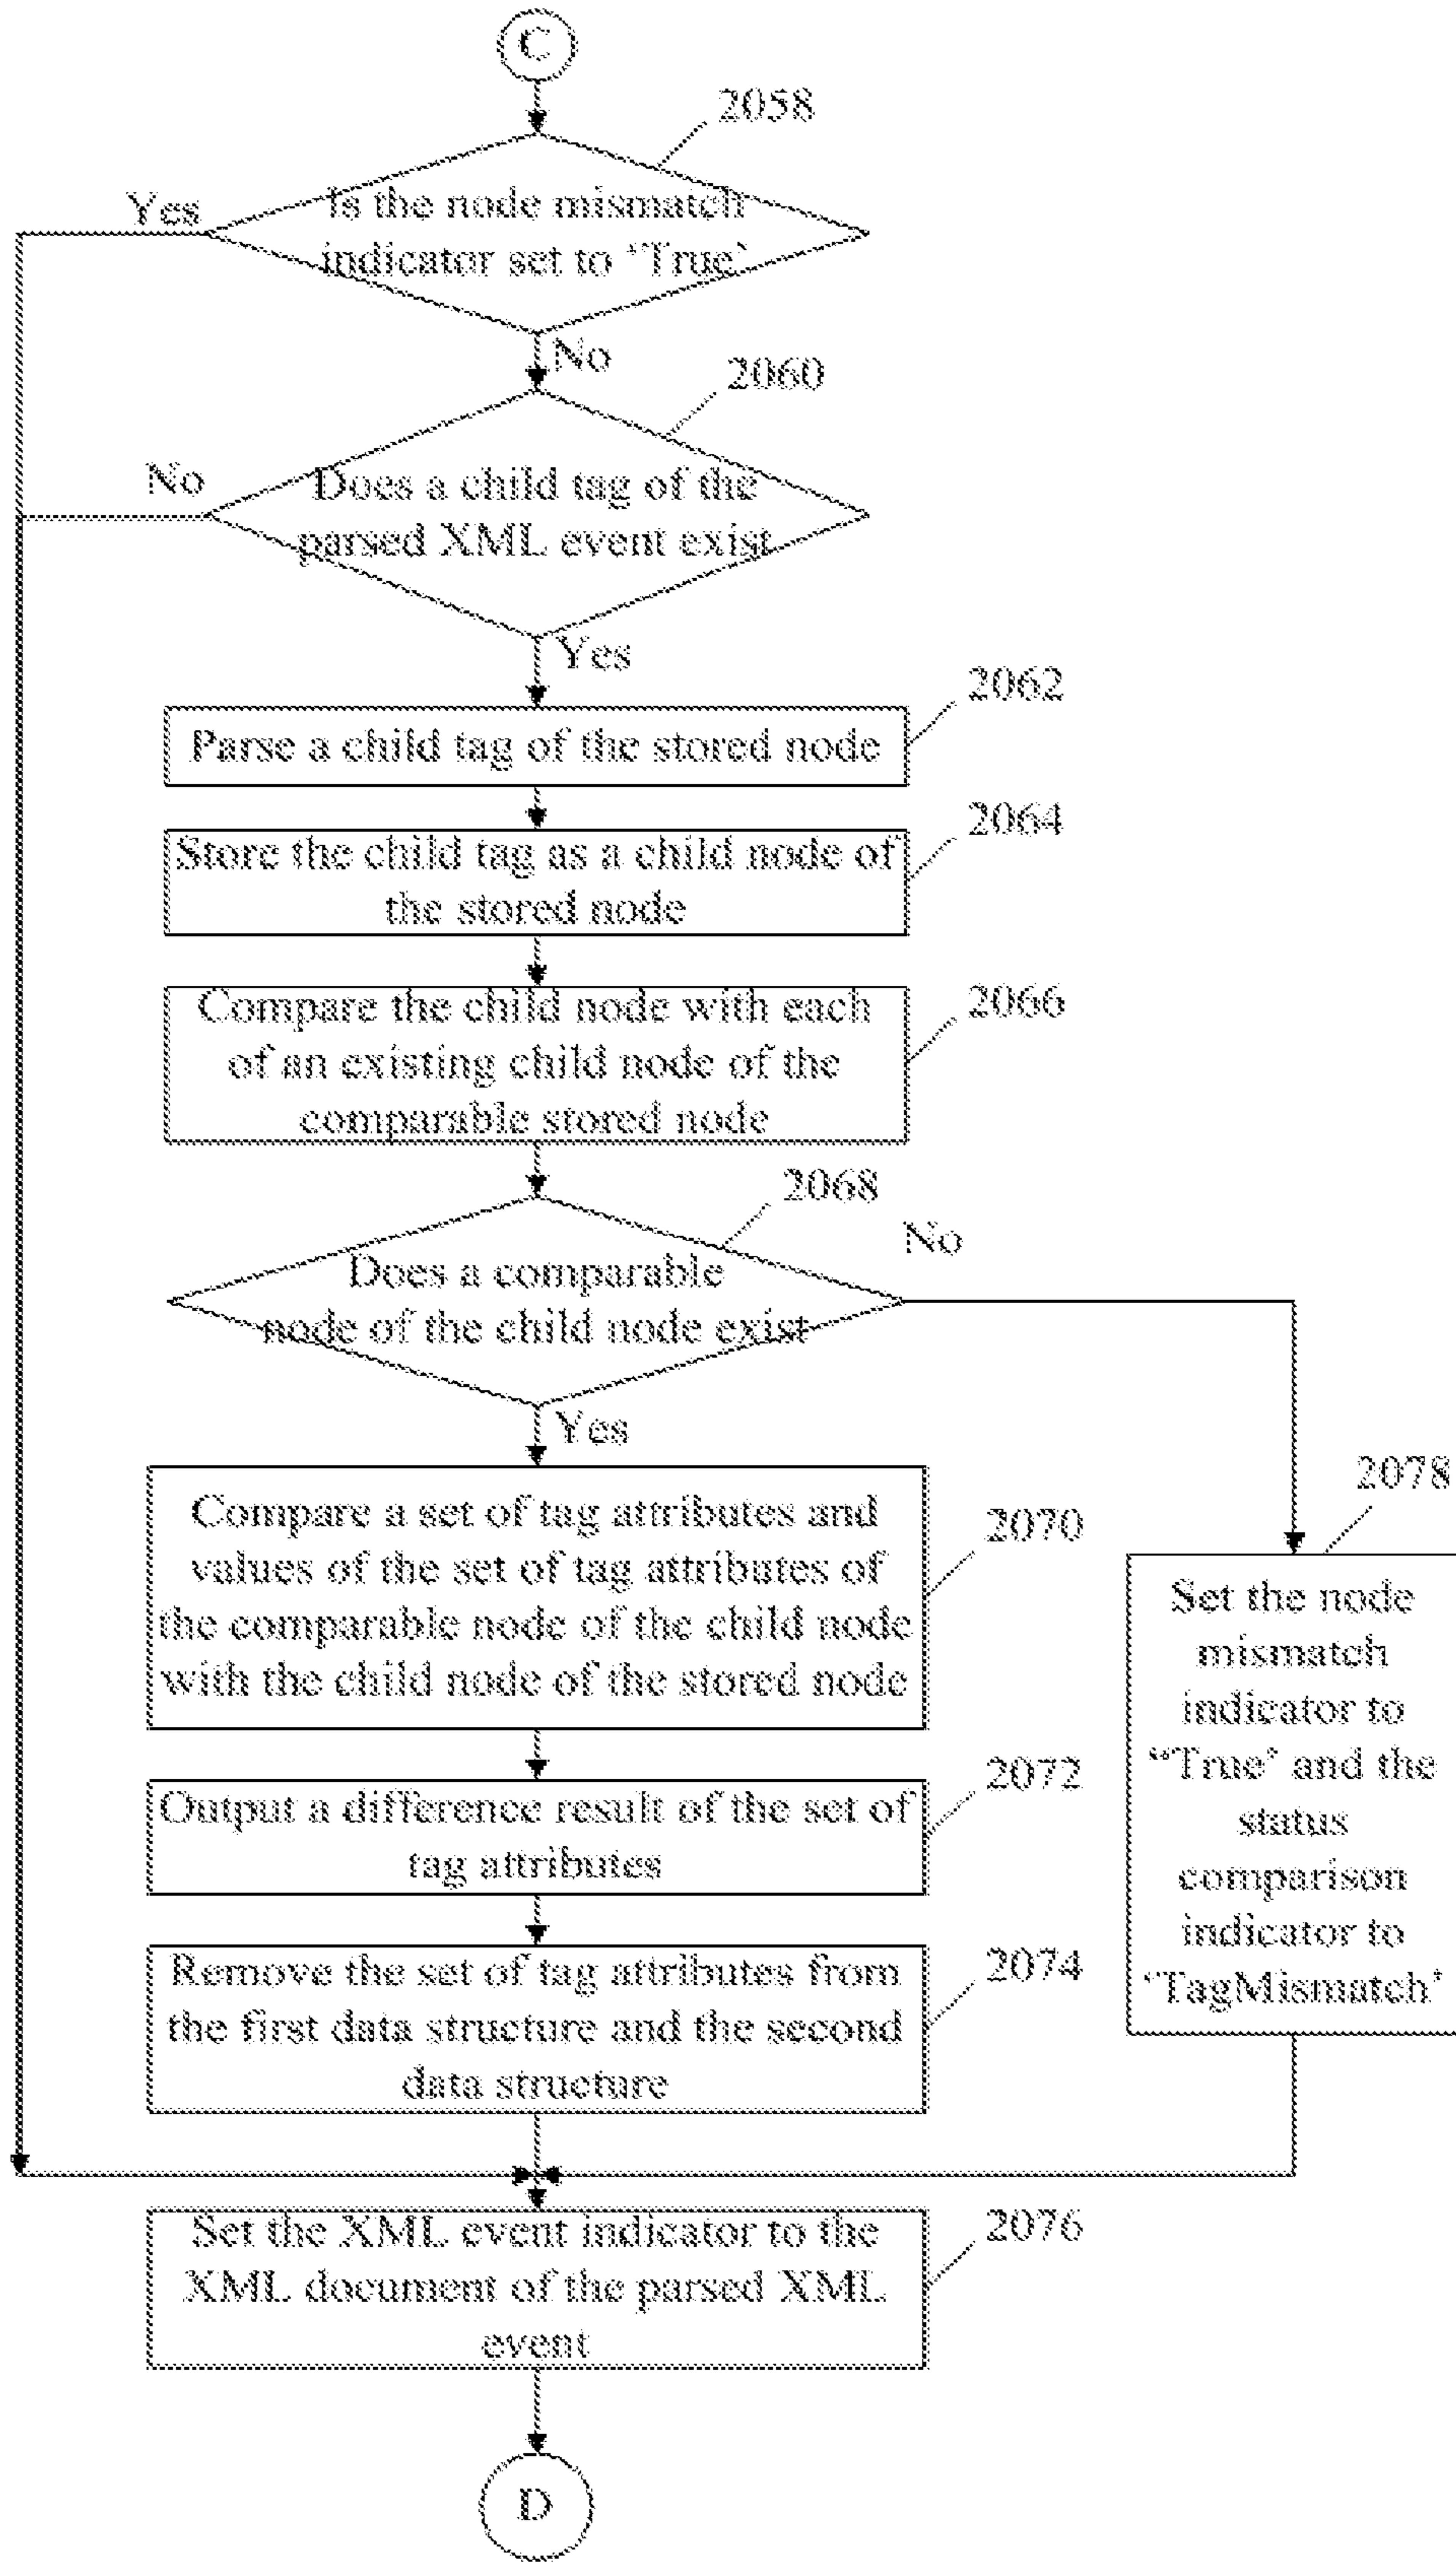 C
2058
Yes
Is the node mismatch
indicator set to ‘True’
No
2060
No
Does a child tag of the
parsed XML event exist
Yes
2062
Parse a child tag of the stored node
2064
Store the child tag as a child node of
the stored node
2066
Compare the child node with each
of an existing child node of the
comparable stored node
2068
No
Does a comparable
node of the child node exist
Yes
2078
Compare a set of tag attributes and
values of the set of tag attributes of
the comparable node of the child node
with the child node of the stored node
2070
Set the node
mismatch
indicator to
“True’ and the
status
comparison
indicator to
‘TagMismatch’
2072
Output a difference result of the set of
tag attributes
2074
Remove the set of tag attributes from
the first data structure and the second
data structure
2076
Set the XML event indicator to the
XML document of the parsed XML
event
D